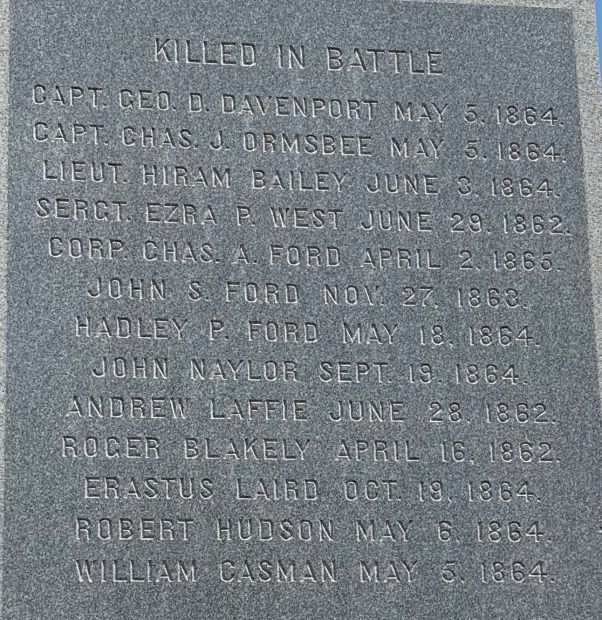 KILLED IN BATTLE
CAPT. GEO. D. DAVENPORT MAY 5, 1864.
CAPT. CHAS. J. ORMSBEE MAY 5, 1864.
LIEUT. HIRAM BAILEY JUNE 3, 1864.
SERGT. EZRA P. WEST JUNE 29, 1862.
CORP. CHAS. A. FORD APRIL 2, 1865.
JOHN S. FORD NOV. 27, 1863.
HADLEY P. FORD MAY 18, 1864.
JOHN NAYLOR SEPT. 19, 1864.
ANDREW LAFFIE JUNE 28, 1862.
ROGER BLAKELY APRIL 16, 1862.
ERASTUS LAIRD OCT. 19, 1864.
ROBERT HUDSON MAY 6, 1864.
WILLIAM CASMAN MAY 5, 1864.